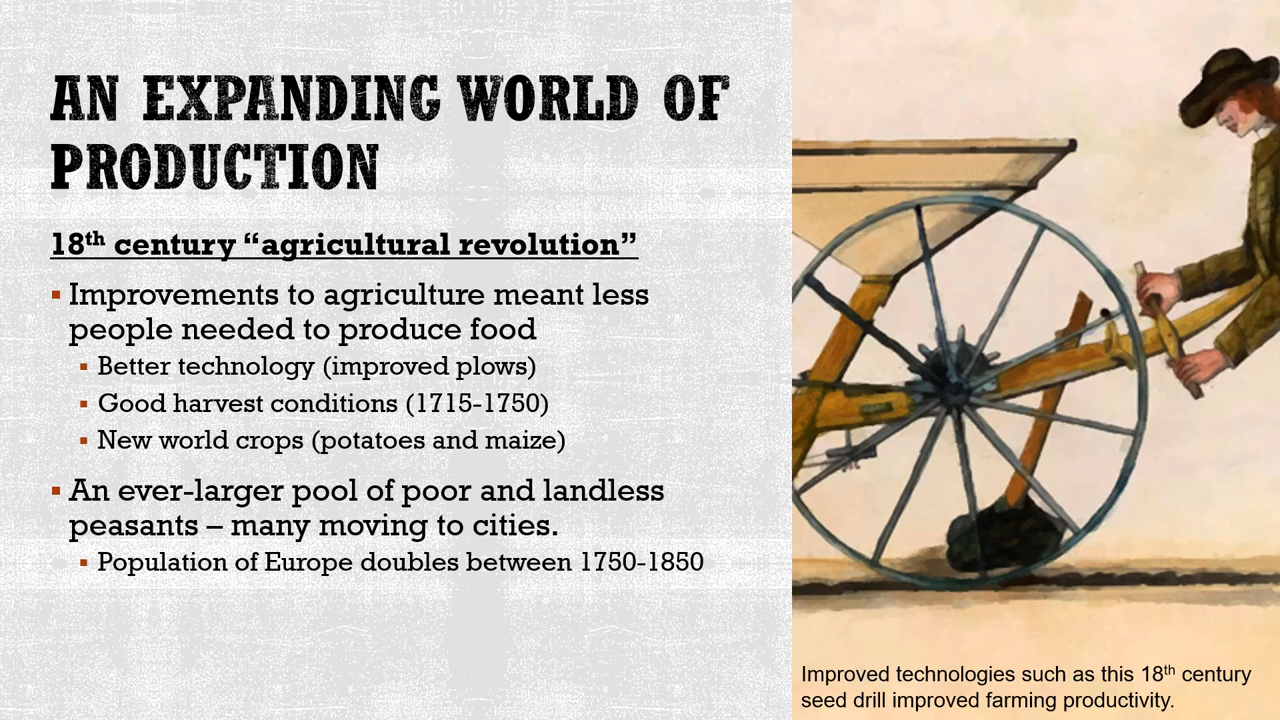 AN EXPANDING WORLD OF
PRODUCTION
18th century “agricultural revolution”
▪ Improvements to agriculture meant less
people needed to produce food
▪ Better technology (improved plows)
▪ Good harvest conditions (1715-1750)
▪ New world crops (potatoes and maize)
▪ An ever-larger pool of poor and landless
peasants – many moving to cities.
▪ Population of Europe doubles between 1750-1850
Improved technologies such as this 18th century
seed drill improved farming productivity.